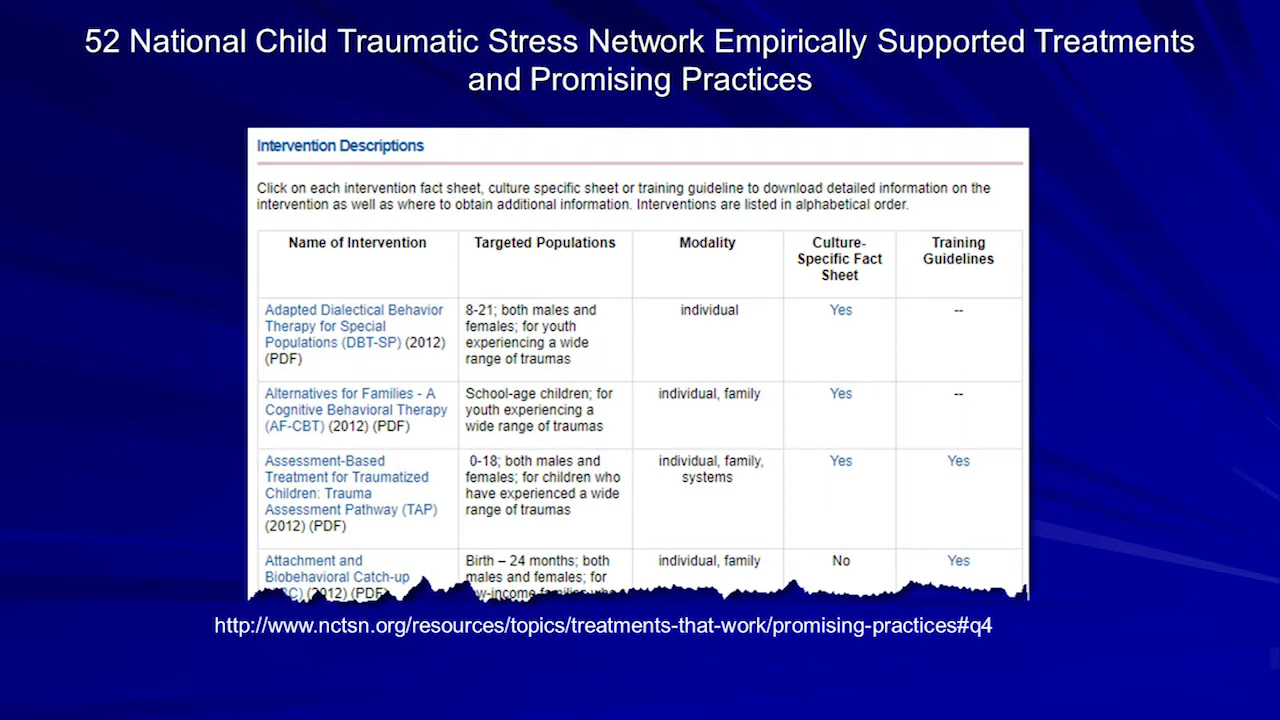 52 National Child Traumatic Stress Network Empirically Supported Treatments
and Promising Practices
Intervention Descriptions
Click on each intervention fact sheet, culture specific sheet or training guideline to download detailed information on the
intervention as well as where to obtain additional information. Interventions are listed in alphabetical order.
Name of Intervention
Targeted Populations
Modality
Culture-
Specific Fact
Sheet
Training
Guidelines
Adapted Dialectical Behavior
Therapy for Special
Populations (DBT-SP) (2012)
(PDF)
8-21; both males and
females; for youth
experiencing a wide
range of traumas
individual
Yes
--
Alternatives for Families - A
Cognitive Behavioral Therapy
(AF-CBT) (2012) (PDF)
School-age children; for
youth experiencing a
wide range of traumas
individual, family
Yes
--
Assessment-Based
Treatment for Traumatized
Children: Trauma
Assessment Pathway (TAP)
(2012) (PDF)
0-18; both males and
females; for children who
have experienced a wide
range of traumas
individual, family,
systems
Yes
Yes
Attachment and
Biobehavioral Catch-up
(2012) (PDF)
Birth – 24 months; both
males and females; for
individual, family
No
Yes
http://www.nctsn.org/resources/topics/treatments-that-work/promising-practices#q4